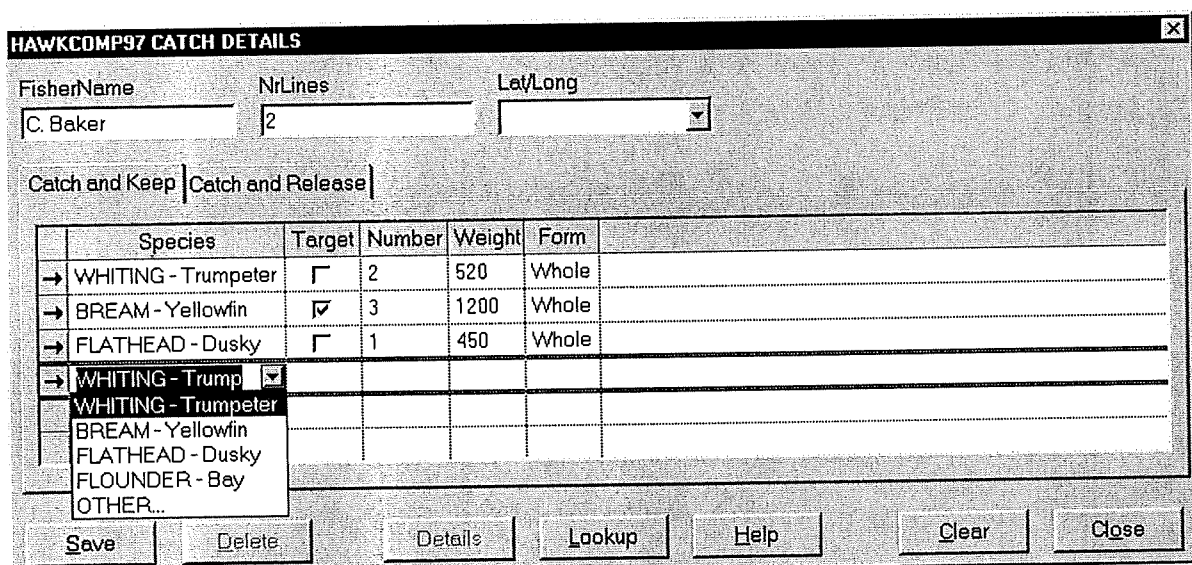 HAWKCOMP97 CATCH DETAILS
FisherName NrLines Lat/Long
C. Baker 2
Catch and Keep Catch and Release
Species Target Number Weight Form
WHITING - Trumpeter 2 520 Whole
BREAM - Yellowfin 3 1200 Whole
FLATHEAD - Dusky 1 450 Whole
WHITING - Trump
WHITING - Trumpeter
BREAM - Yellowfin
FLATHEAD - Dusky
FLOUNDER - Bay
OTHER...
Save Delete Details Lookup Help Clear Close